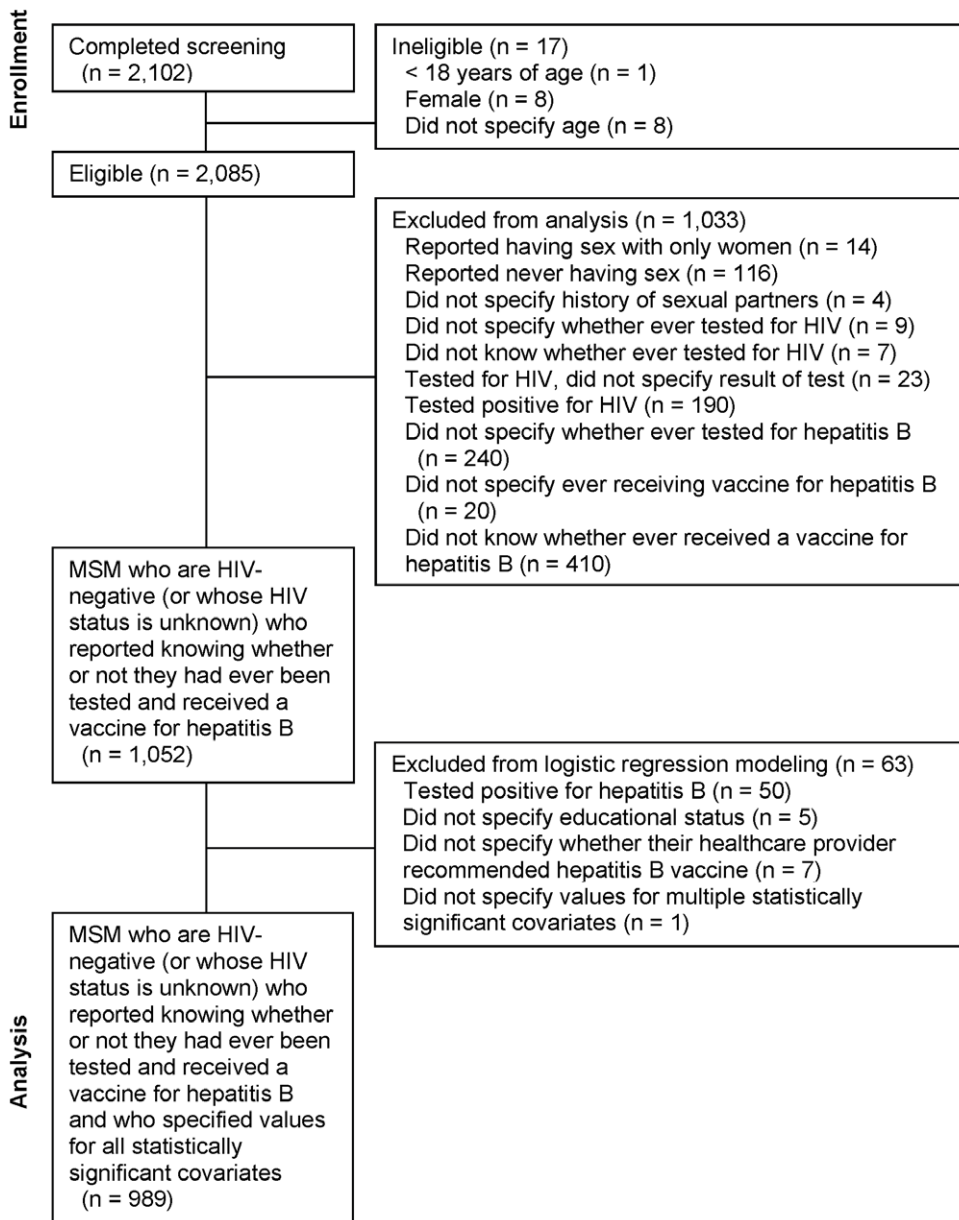 Enrollment
Completed screening
(n = 2,102)
Ineligible (n = 17)
< 18 years of age (n = 1)
Female (n = 8)
Did not specify age (n = 8)
Eligible (n = 2,085)
Excluded from analysis (n = 1,033)
Reported having sex with only women (n = 14)
Reported never having sex (n = 116)
Did not specify history of sexual partners (n = 4)
Did not specify whether ever tested for HIV (n = 9)
Did not know whether ever tested for HIV (n = 7)
Tested for HIV, did not specify result of test (n = 23)
Tested positive for HIV (n = 190)
Did not specify whether ever tested for hepatitis B
(n = 240)
Did not specify ever receiving vaccine for hepatitis B
(n = 20)
Did not know whether ever received a vaccine for
hepatitis B (n = 410)
MSM who are HIV-
negative (or whose HIV
status is unknown) who
reported knowing whether
or not they had ever been
tested and received a
vaccine for hepatitis B
(n = 1,052)
Excluded from logistic regression modeling (n = 63)
Tested positive for hepatitis B (n = 50)
Did not specify educational status (n = 5)
Did not specify whether their healthcare provider
recommended hepatitis B vaccine (n = 7)
Did not specify values for multiple statistically
significant covariates (n = 1)
Analysis
MSM who are HIV-
negative (or whose HIV
status is unknown) who
reported knowing whether
or not they had ever been
tested and received a
vaccine for hepatitis B
and who specified values
for all statistically
significant covariates
(n = 989)